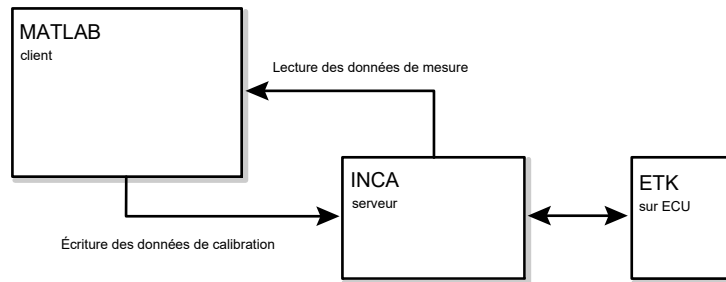 MATLAB
client
Lecture des données de mesure
INCA
serveur
ETK
sur ECU
Écriture des données de calibration